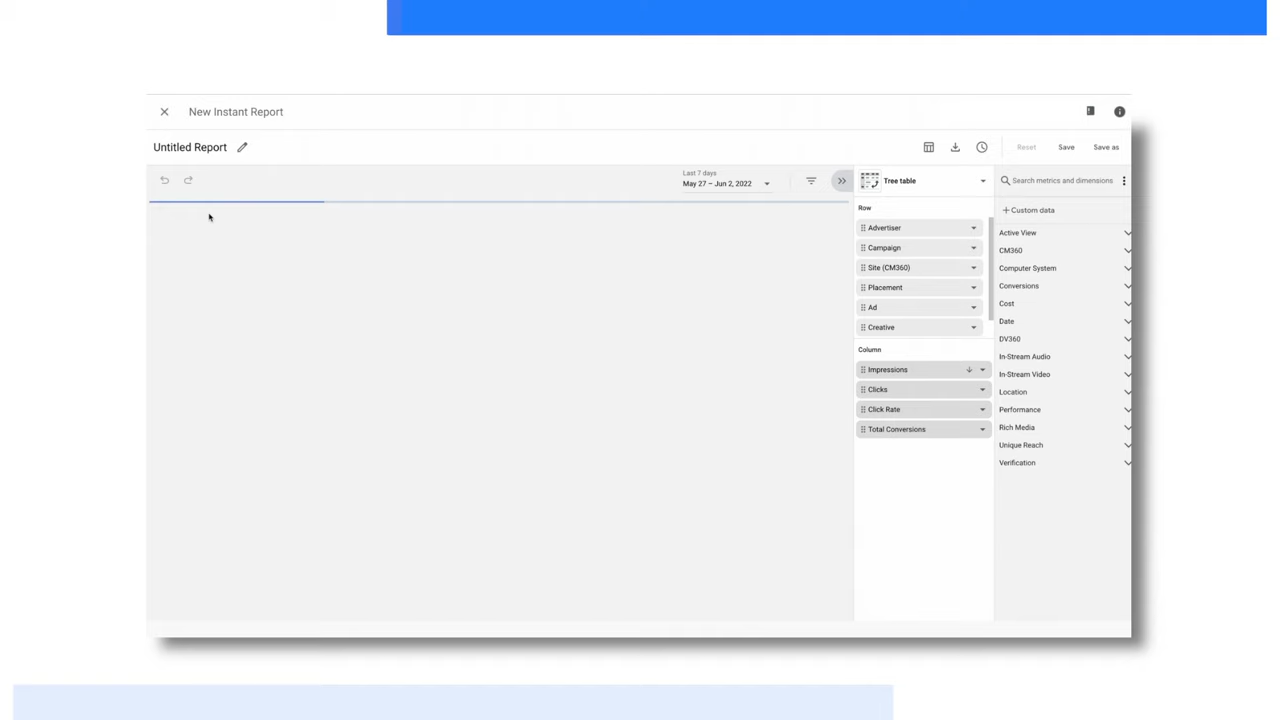 New Instant Report
Untitled Report
Reset
Save
Save as
Last 7 days
May 27 – Jun 2, 2022
Tree table
Search metrics and dimensions
Row
+ Custom data
Advertiser
Campaign
Site (CM360)
Placement
Ad
Creative
Column
Impressions
Clicks
Click Rate
Total Conversions
Active View
CM360
Computer System
Conversions
Cost
Date
DV360
In-Stream Audio
In-Stream Video
Location
Performance
Rich Media
Unique Reach
Verification